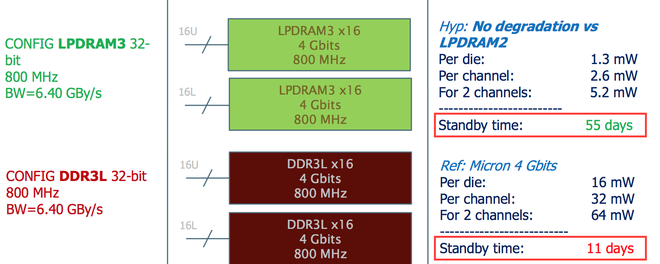 CONFIG LPDRAM3 32-
bit
800 MHz
BW=6.40 GBy/s
16U
LPDRAM3 x16
4 Gbits
800 MHz
16L
LPDRAM3 x16
4 Gbits
800 MHz
Hyp: No degradation vs
LPDRAM2
Per die: 1.3 mW
Per channel: 2.6 mW
For 2 channels: 5.2 mW
-------------------------
Standby time: 55 days
CONFIG DDR3L 32-bit
800 MHz
BW=6.40 GBy/s
16U
DDR3L x16
4 Gbits
800 MHz
16L
DDR3L x16
4 Gbits
800 MHz
Ref: Micron 4 Gbits
Per die: 16 mW
Per channel: 32 mW
For 2 channels: 64 mW
--------------------------
Standby time: 11 days